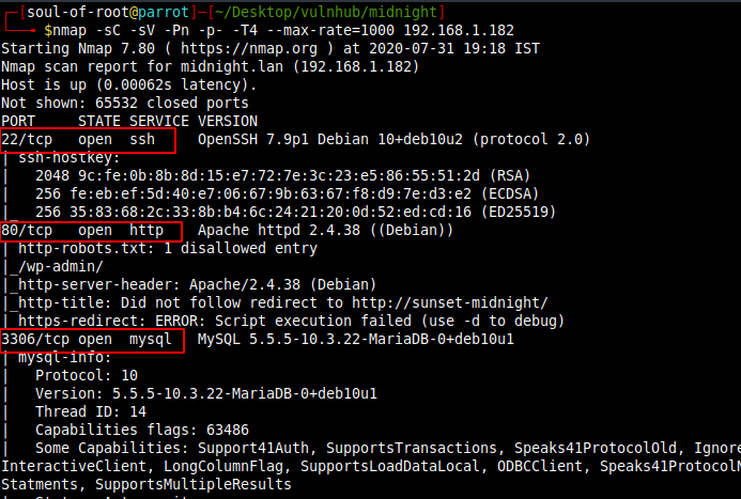 ┌─[soul-of-root@parrot]─[~/Desktop/vulnhub/midnight]
└──╼ $nmap -sC -sV -Pn -p- -T4 --max-rate=1000 192.168.1.182
Starting Nmap 7.80 ( https://nmap.org ) at 2020-07-31 19:18 IST
Nmap scan report for midnight.lan (192.168.1.182)
Host is up (0.00062s latency).
Not shown: 65532 closed ports
PORT     STATE SERVICE VERSION
22/tcp   open  ssh     OpenSSH 7.9p1 Debian 10+deb10u2 (protocol 2.0)
| ssh-hostkey:
|   2048 9c:fe:0b:8b:8d:15:e7:72:7e:3c:23:e5:86:55:51:2d (RSA)
|   256 fe:eb:ef:5d:40:e7:06:67:9b:63:67:f8:d9:7e:d3:e2 (ECDSA)
|_  256 35:83:68:2c:33:8b:b4:6c:24:21:20:0d:52:ed:cd:16 (ED25519)
80/tcp   open  http    Apache httpd 2.4.38 ((Debian))
| http-robots.txt: 1 disallowed entry
|_/wp-admin/
|_http-server-header: Apache/2.4.38 (Debian)
|_http-title: Did not follow redirect to http://sunset-midnight/
|_https-redirect: ERROR: Script execution failed (use -d to debug)
3306/tcp open  mysql   MySQL 5.5.5-10.3.22-MariaDB-0+deb10u1
| mysql-info:
|   Protocol: 10
|   Version: 5.5.5-10.3.22-MariaDB-0+deb10u1
|   Thread ID: 14
|   Capabilities flags: 63486
|   Some Capabilities: Support41Auth, SupportsTransactions, Speaks41ProtocolOld, Ignore
InteractiveClient, LongColumnFlag, SupportsLoadDataLocal, ODBCClient, Speaks41ProtocolN
Statments, SupportsMultipleResults